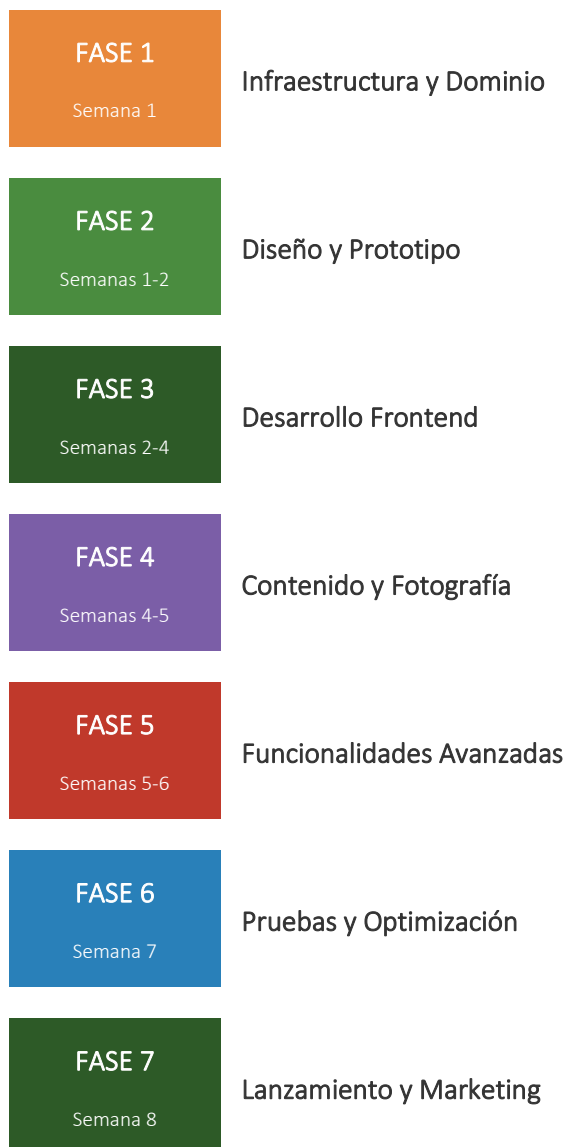 FASE 1
Semana 1
Infraestructura y Dominio
FASE 2
Semanas 1-2
Diseño y Prototipo
FASE 3
Semanas 2-4
Desarrollo Frontend
FASE 4
Semanas 4-5
Contenido y Fotografía
FASE 5
Semanas 5-6
Funcionalidades Avanzadas
FASE 6
Semana 7
Pruebas y Optimización
FASE 7
Semana 8
Lanzamiento y Marketing